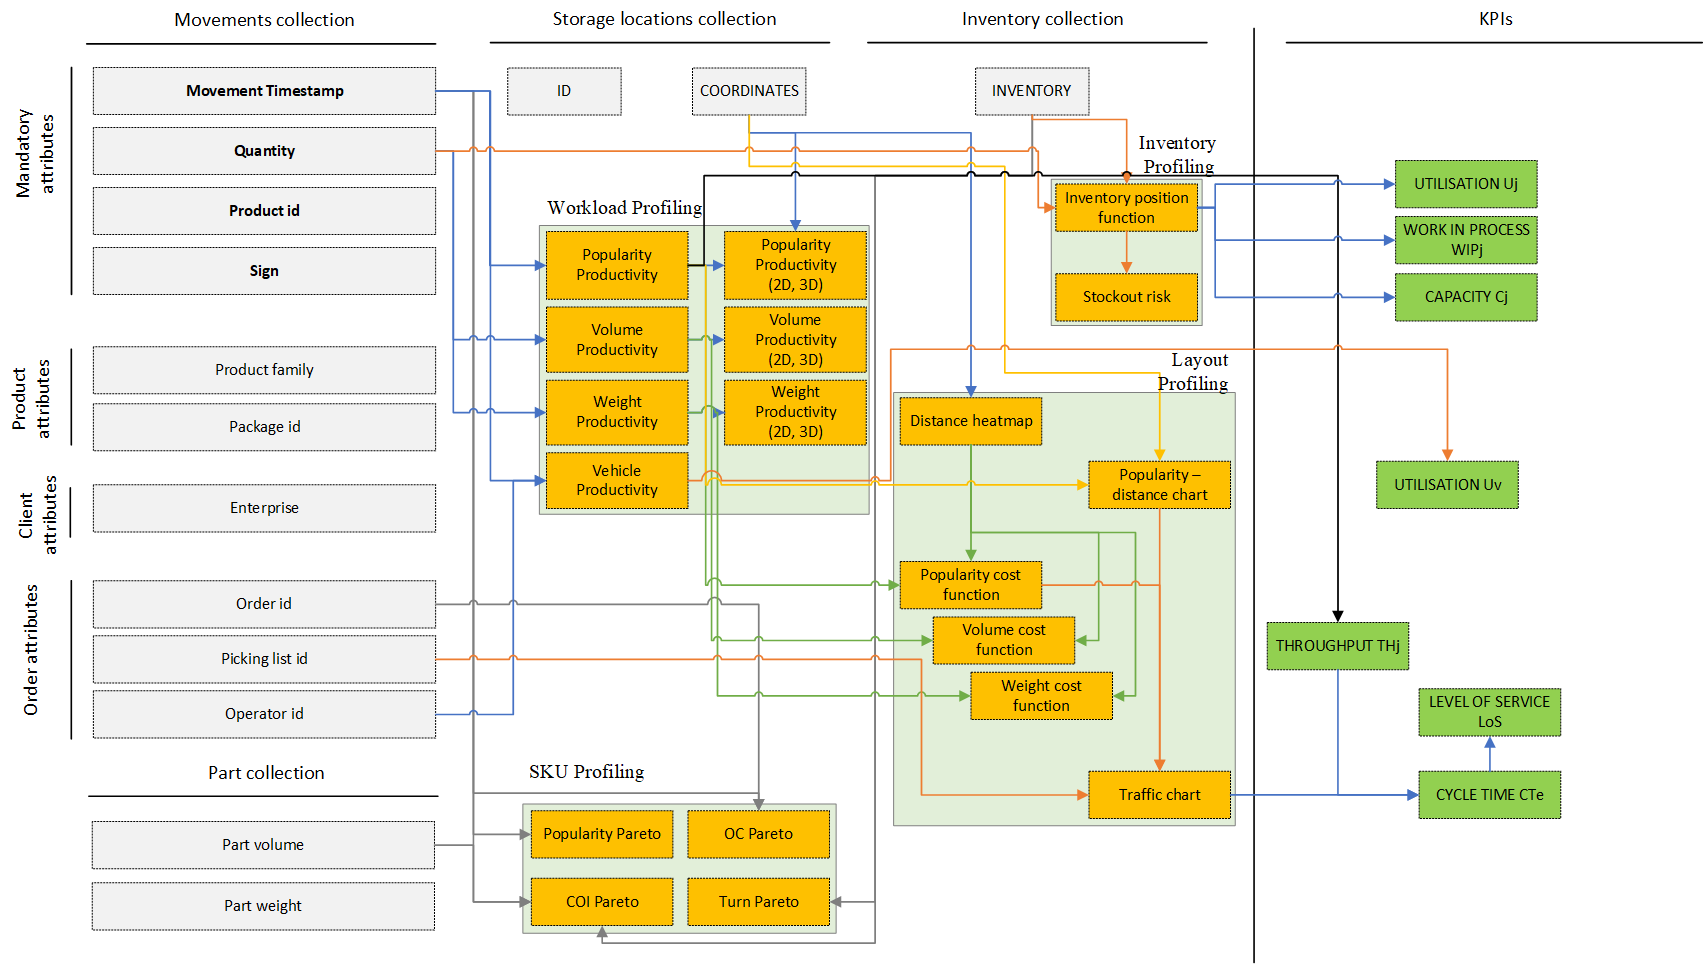 Movements collection
Storage locations collection
Inventory collection
KPIs
Mandatory
attributes
Movement Timestamp
Quantity
Product id
Sign
ID
COORDINATES
INVENTORY
Inventory
Profiling
Inventory position
function
Stockout risk
UTILISATION Uj
WORK IN PROCESS
WIPj
CAPACITY Cj
Workload Profiling
Popularity
Productivity
Popularity
Productivity
(2D, 3D)
Volume
Productivity
Volume
Productivity
(2D, 3D)
Weight
Productivity
Weight
Productivity
(2D, 3D)
Vehicle
Productivity
Product
attributes
Product family
Package id
Layout
Profiling
Distance heatmap
Popularity –
distance chart
UTILISATION Uv
Client
attributes
Enterprise
Popularity cost
function
Volume cost
function
Weight cost
function
Traffic chart
Order attributes
Order id
Picking list id
Operator id
THROUGHPUT THj
LEVEL OF SERVICE
LoS
CYCLE TIME CTe
Part collection
Part volume
Part weight
SKU Profiling
Popularity Pareto
OC Pareto
COI Pareto
Turn Pareto